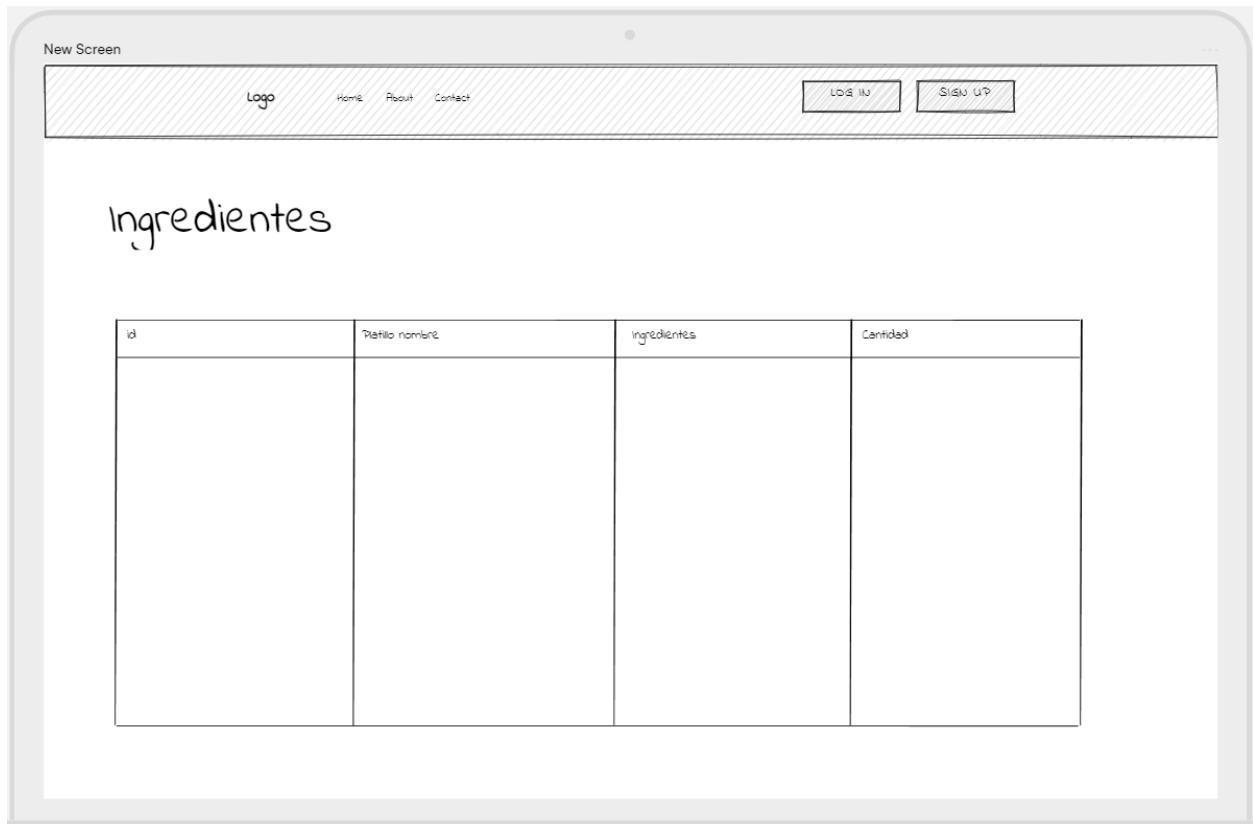 New Screen
Logo Home About Contact LOG IN SIGN UP
Ingredientes
id Platillo nombre Ingredientes Cantidad